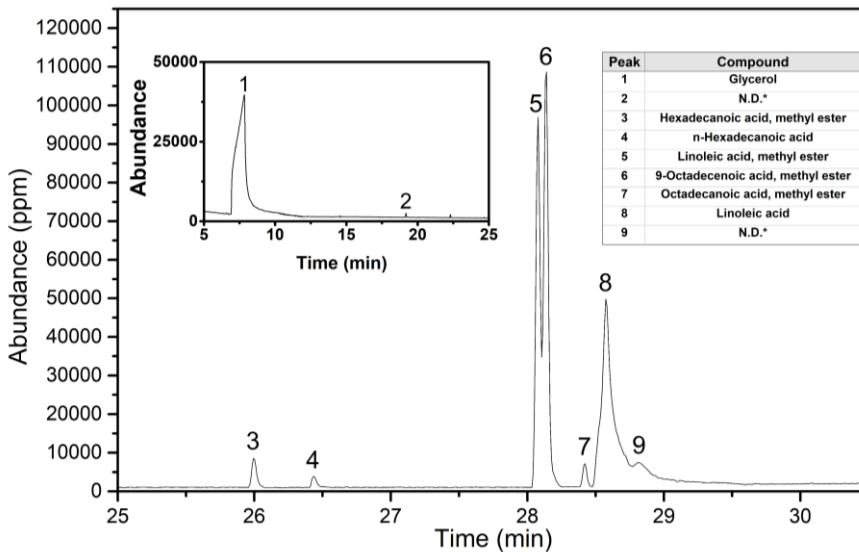 Abundance (ppm)
120000
110000
100000
90000
80000
70000
60000
50000
40000
30000
20000
10000
0
25
26
27
28
29
30
Time (min)
3
4
5
6
7
8
9
Abundance
50000
25000
0
5
10
15
20
25
Time (min)
1
2
Peak Compound
1 Glycerol
2 N.D.*
3 Hexadecanoic acid, methyl ester
4 n-Hexadecanoic acid
5 Linoleic acid, methyl ester
6 9-Octadecenoic acid, methyl ester
7 Octadecanoic acid, methyl ester
8 Linoleic acid
9 N.D.*